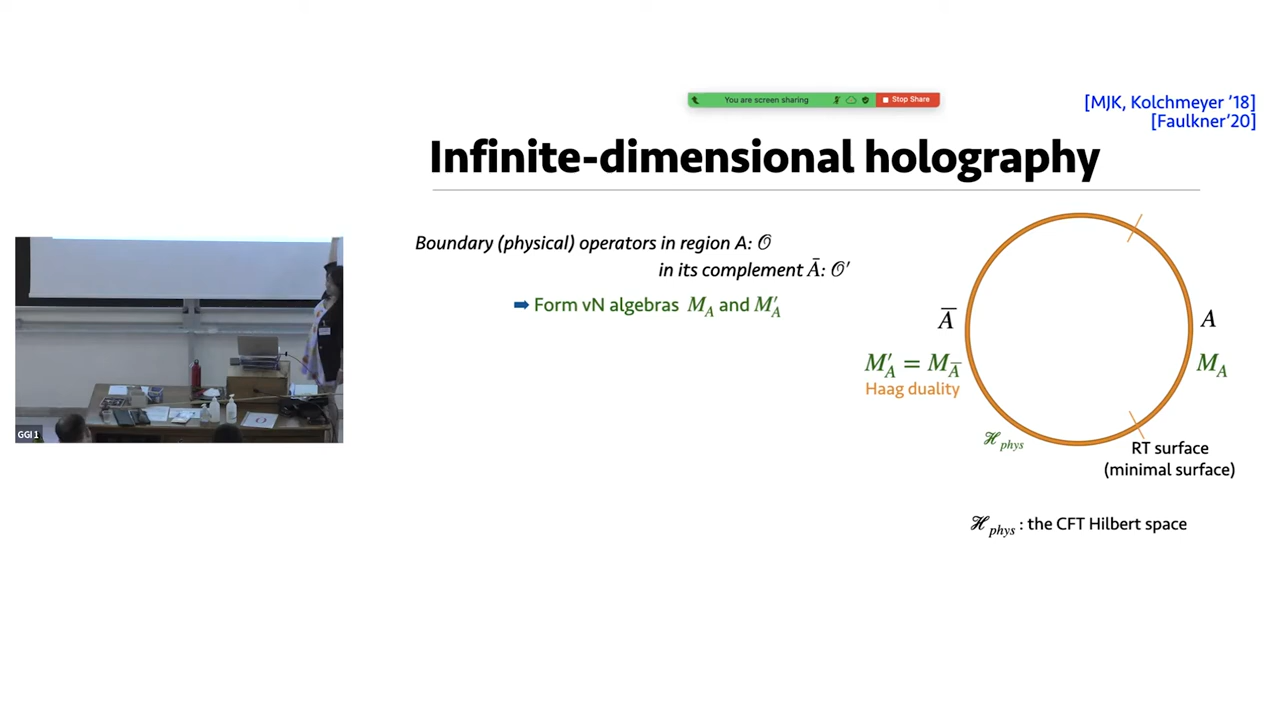 You are screen sharing
Stop Share
[MJK, Kolchmeyer '18]
[Faulkner'20]
Infinite-dimensional holography
Boundary (physical) operators in region A: 𝒪
in its complement Ā: 𝒪′
➡ Form vN algebras M_A and M′_A
Ā
A
M′_A = M_Ā
M_A
Haag duality
ℋ_phys
RT surface
(minimal surface)
ℋ_phys : the CFT Hilbert space
GGI 1